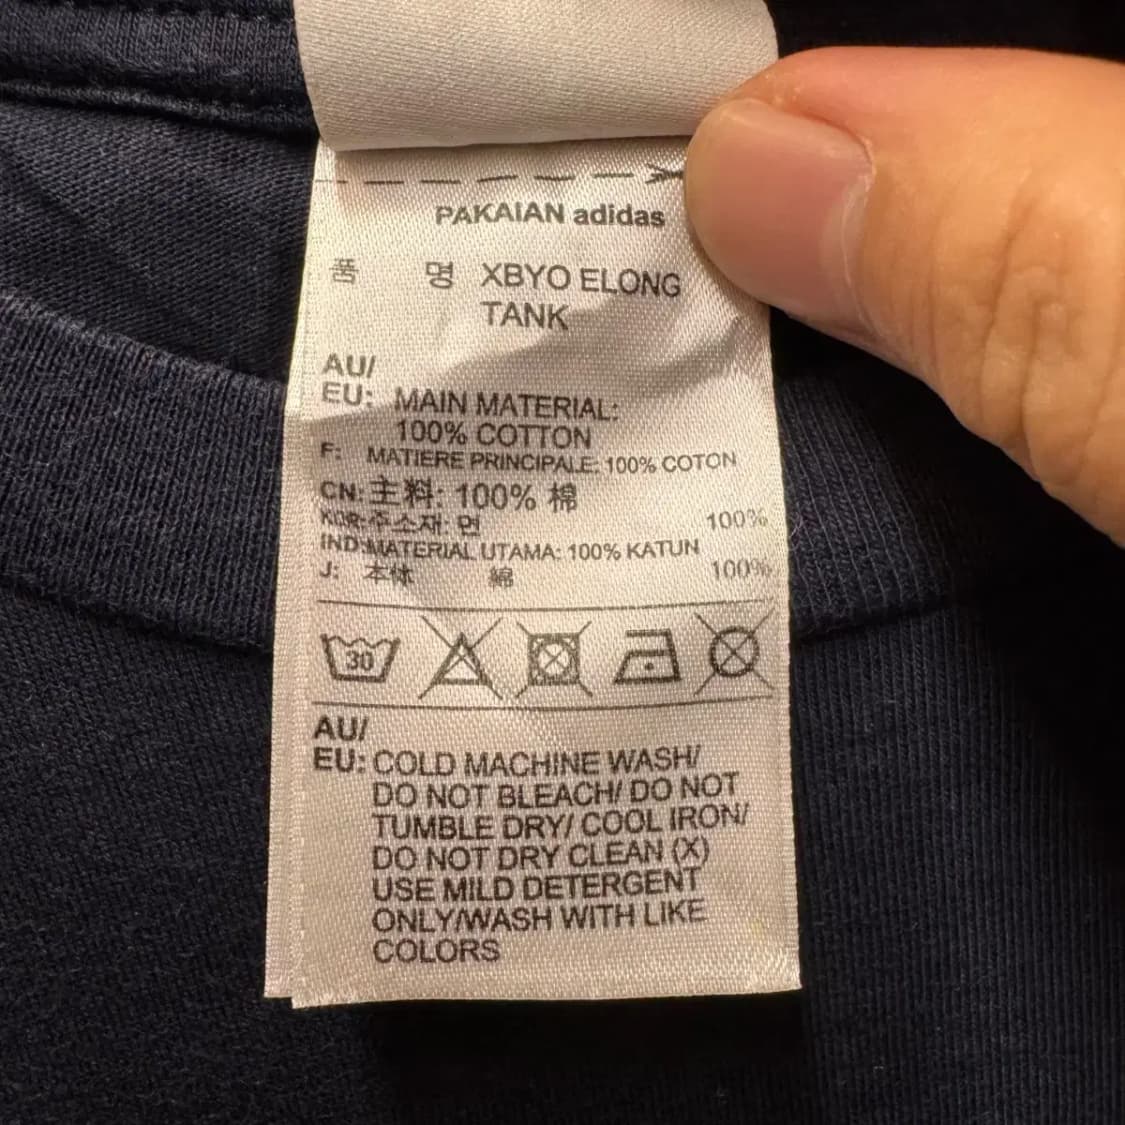 PAKAIAN adidas
품 명 XBYO ELONG
TANK
AU/
EU: MAIN MATERIAL:
100% COTTON
F: MATIERE PRINCIPALE: 100% COTON
CN: 主料: 100% 棉
KOR: 주소재: 면 100%
IND:MATERIAL UTAMA: 100% KATUN
J: 本体 綿 100%
30
AU/
EU: COLD MACHINE WASH/
DO NOT BLEACH/ DO NOT
TUMBLE DRY/ COOL IRON/
DO NOT DRY CLEAN (X)
USE MILD DETERGENT
ONLY/WASH WITH LIKE
COLORS